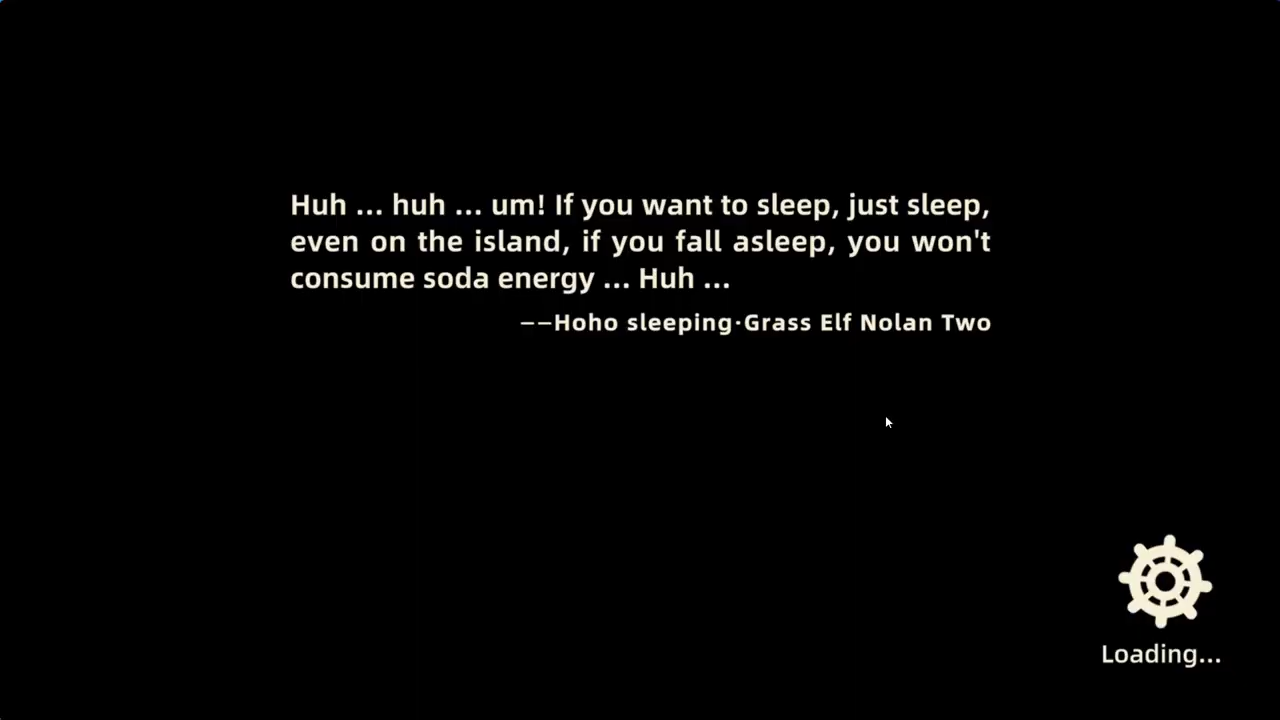 Huh ... huh ... um! If you want to sleep, just sleep,
even on the island, if you fall asleep, you won't
consume soda energy ... Huh ...
——Hoho sleeping·Grass Elf Nolan Two
Loading...